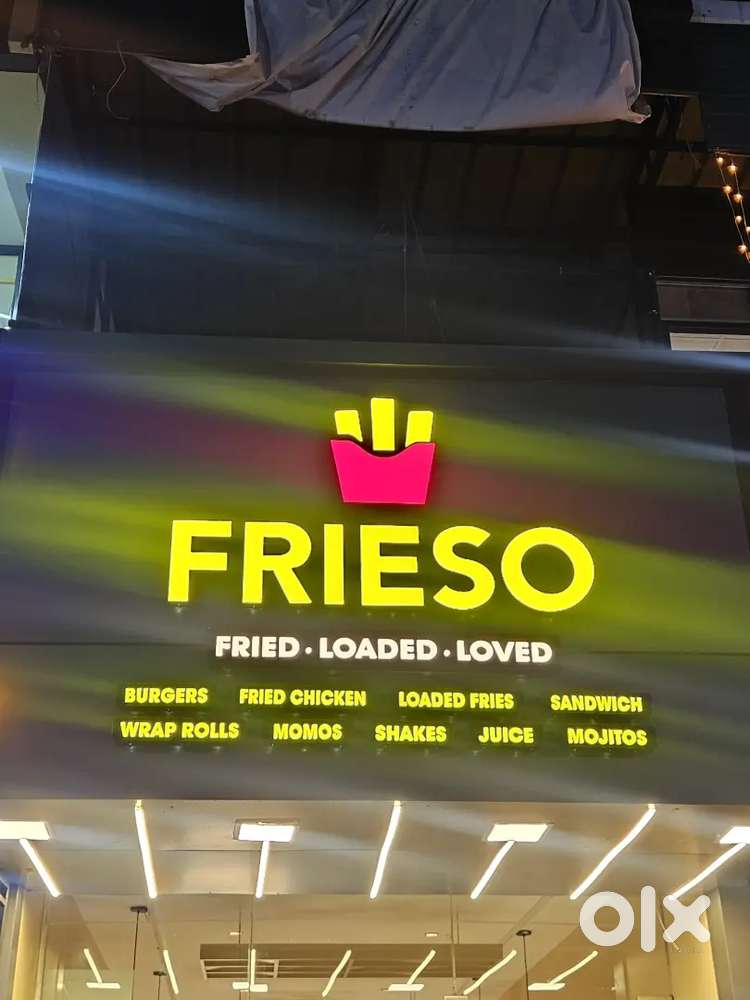 FRIESO
FRIED · LOADED · LOVED
BURGERS FRIED CHICKEN LOADED FRIES SANDWICH
WRAP ROLLS MOMOS SHAKES JUICE MOJITOS
olx